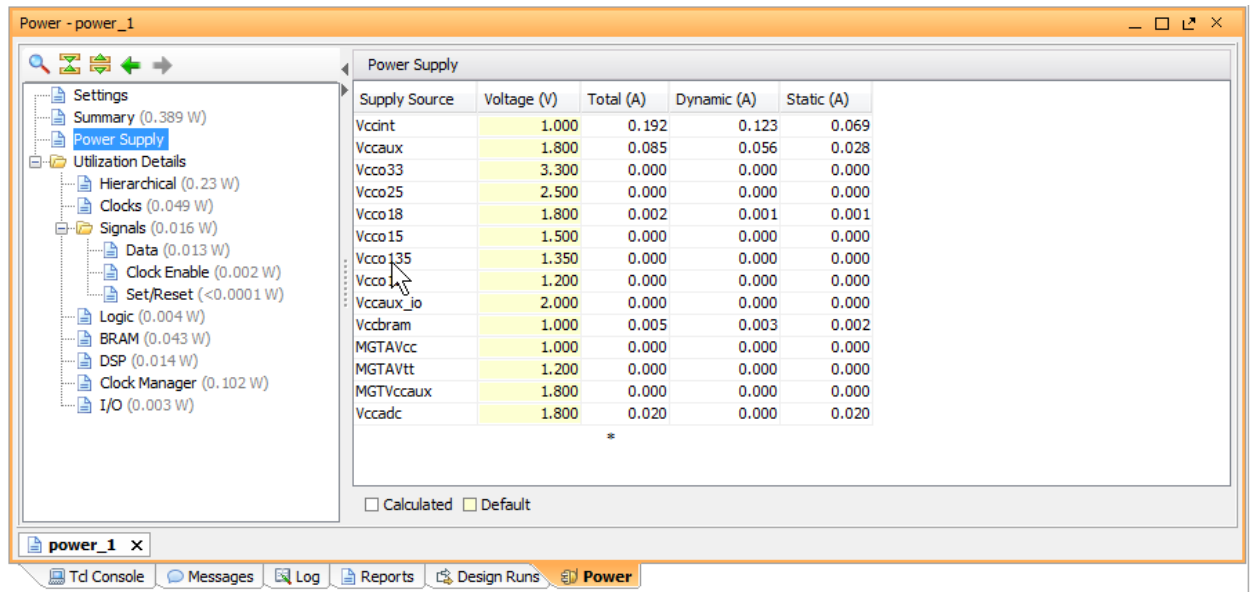 Power - power_1
Power Supply
Settings
Summary (0.389 W)
Power Supply
Utilization Details
Hierarchical (0.23 W)
Clocks (0.049 W)
Signals (0.016 W)
Data (0.013 W)
Clock Enable (0.002 W)
Set/Reset (<0.0001 W)
Logic (0.004 W)
BRAM (0.043 W)
DSP (0.014 W)
Clock Manager (0.102 W)
I/O (0.003 W)
Supply Source Voltage (V) Total (A) Dynamic (A) Static (A)
Vccint 1.000 0.192 0.123 0.069
Vccaux 1.800 0.085 0.056 0.028
Vcco33 3.300 0.000 0.000 0.000
Vcco25 2.500 0.000 0.000 0.000
Vcco18 1.800 0.002 0.001 0.001
Vcco15 1.500 0.000 0.000 0.000
Vcco135 1.350 0.000 0.000 0.000
1.200 0.000 0.000 0.000
Vccaux_io 2.000 0.000 0.000 0.000
Vccbram 1.000 0.005 0.003 0.002
MGTAVcc 1.000 0.000 0.000 0.000
MGTAVtt 1.200 0.000 0.000 0.000
MGTVccaux 1.800 0.000 0.000 0.000
Vccadc 1.800 0.020 0.000 0.020
*
Calculated Default
power_1
Tcl Console Messages Log Reports Design Runs Power